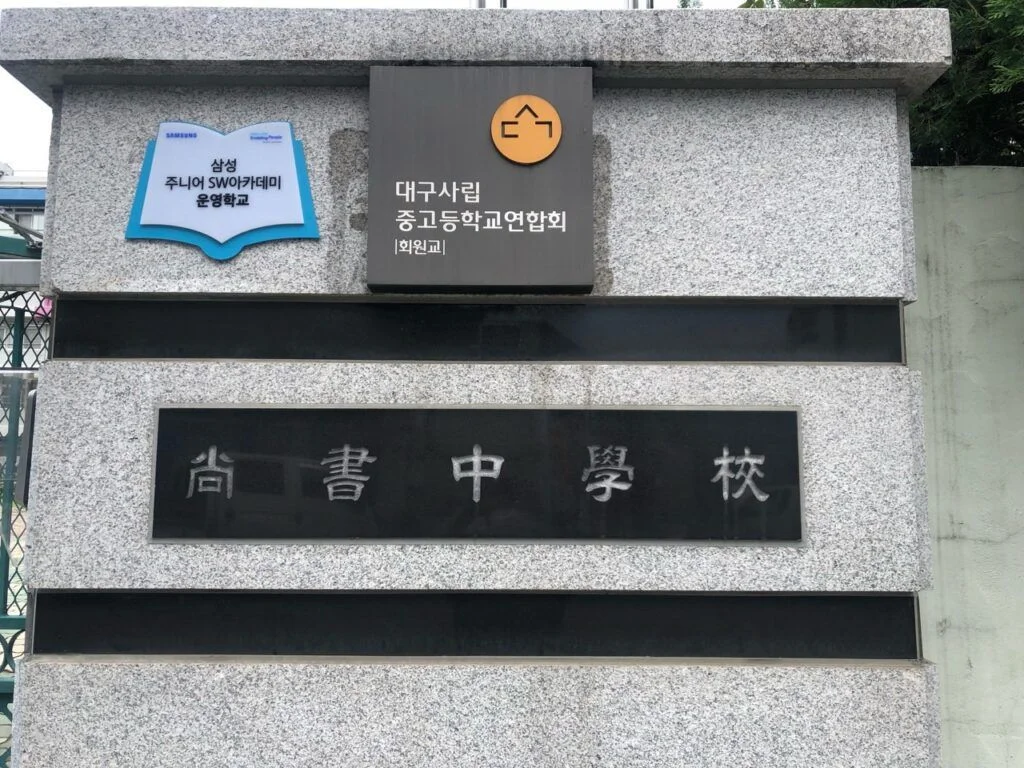 SAMSUNG
삼성
주니어 SW아카데미
운영학교
대구사립
중고등학교연합회
|회원교|
尚書中學校